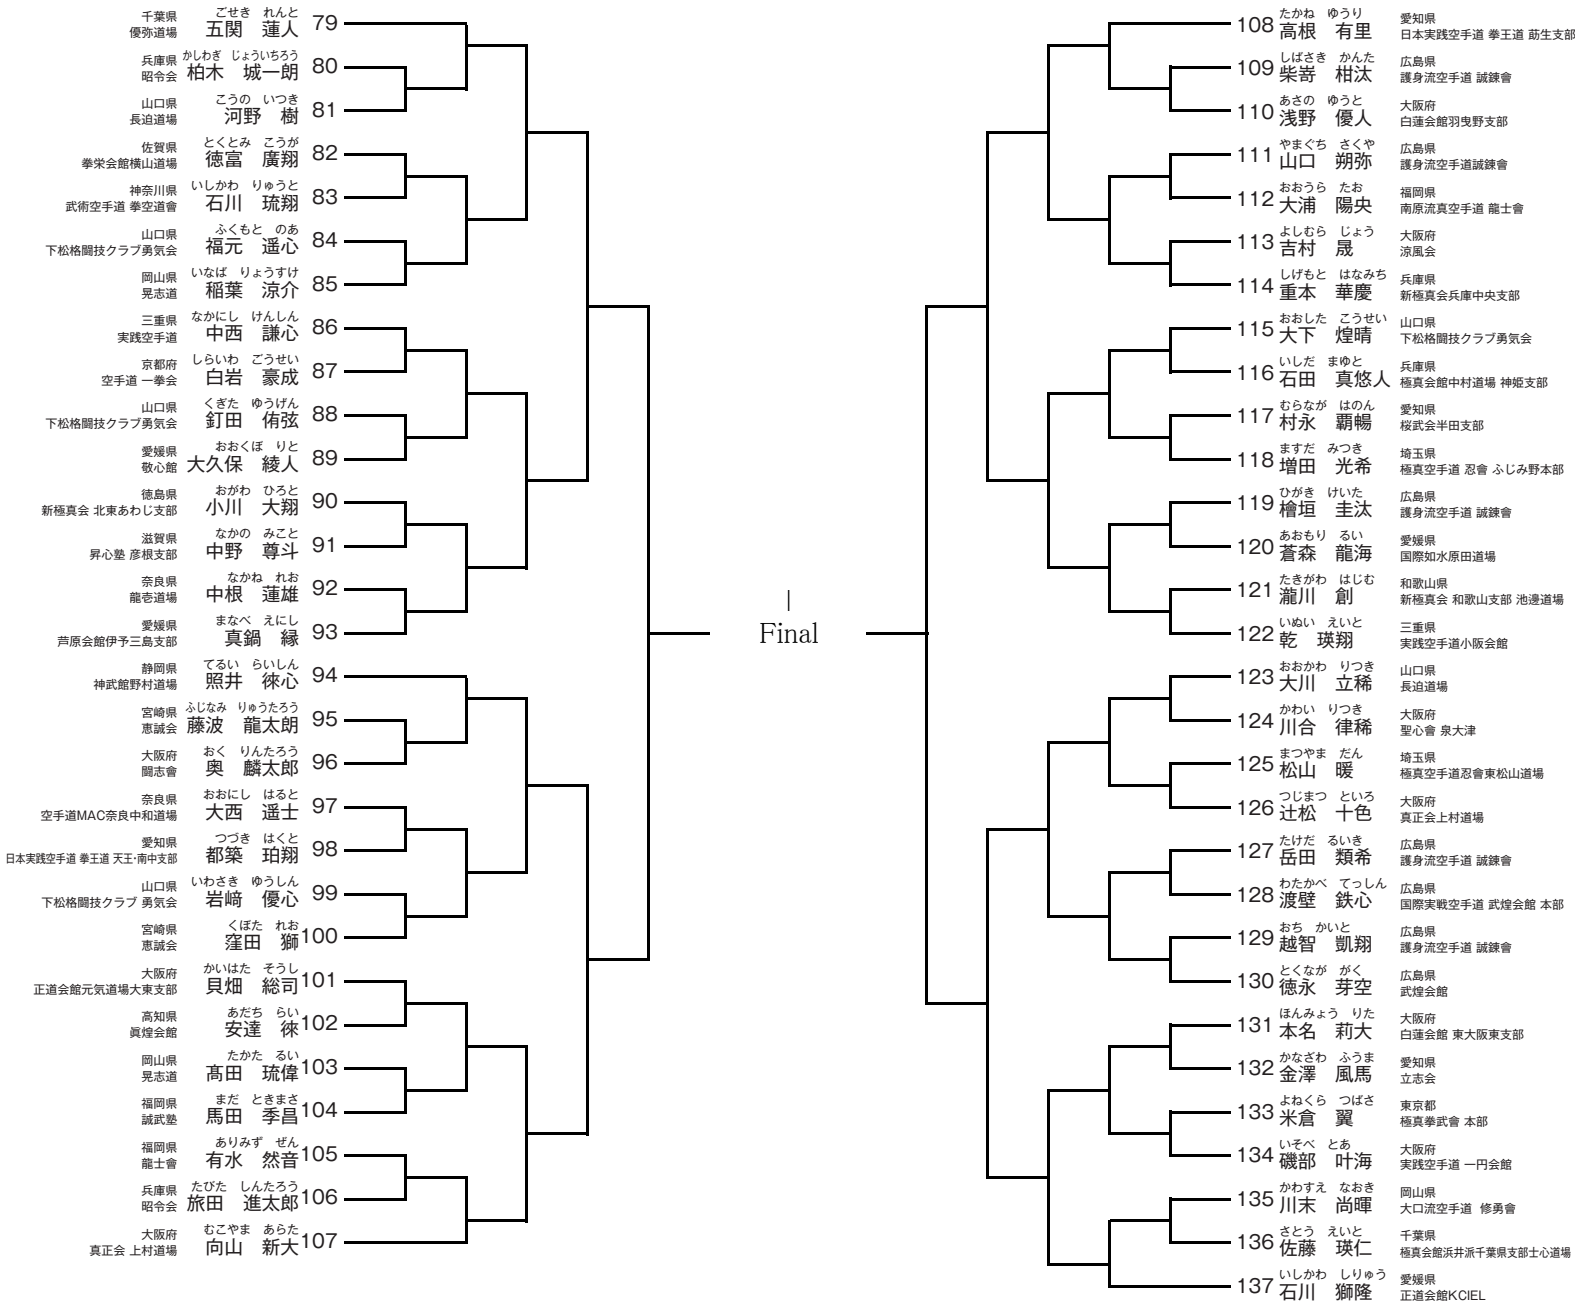 千葉県 ごせき れんと
優弥道場 五関 蓮人 79
兵庫県 かしわぎ じょういちろう
昭令会 柏木 城一朗 80
山口県 こうの いつき
長迫道場 河野 樹 81
佐賀県 とくとみ こうが
拳栄会館横山道場 徳富 廣翔 82
神奈川県 いしかわ りゅうと
武術空手道 拳空道會 石川 琉翔 83
山口県 ふくもと のあ
下松格闘技クラブ勇気会 福元 遥心 84
岡山県 いなば りょうすけ
晃志道 稲葉 涼介 85
三重県 なかにし けんしん
実践空手道 中西 謙心 86
京都府 しらいわ ごうせい
空手道 一拳会 白岩 豪成 87
山口県 くぎた ゆうげん
下松格闘技クラブ勇気会 釘田 侑弦 88
愛媛県 おおくぼ りと
敬心館 大久保 綾人 89
徳島県 おがわ ひろと
新極真会 北東あわじ支部 小川 大翔 90
滋賀県 なかの みこと
昇心塾 彦根支部 中野 尊斗 91
奈良県 なかね れお
龍壱道場 中根 蓮雄 92
愛媛県 まなべ えにし
芦原会館伊予三島支部 真鍋 縁 93
静岡県 てるい らいしん
神武館野村道場 照井 徠心 94
宮崎県 ふじなみ りゅうたろう
恵誠会 藤波 龍太朗 95
大阪府 おく りんたろう
闘志會 奥 麟太郎 96
奈良県 おおにし はると
空手道MAC奈良中和道場 大西 遥士 97
愛知県 つづき はくと
日本実践空手道 拳王道 天王・南中支部 都築 珀翔 98
山口県 いわさき ゆうしん
下松格闘技クラブ 勇気会 岩﨑 優心 99
宮崎県 くぼた れお
恵誠会 窪田 獅 100
大阪府 かいはた そうし
正道会館元気道場大東支部 貝畑 総司 101
高知県 あだち らい
眞煌会館 安達 徠 102
岡山県 たかた るい
晃志道 髙田 琉偉 103
福岡県 まだ ときまさ
誠武塾 馬田 季昌 104
福岡県 ありみず ぜん
龍士會 有水 然音 105
兵庫県 たびた しんたろう
昭令会 旅田 進太郎 106
大阪府 むこやま あらた
真正会 上村道場 向山 新大 107
|
Final
たかね ゆうり 愛知県
108 高根 有里 日本実践空手道 拳王道 莇生支部
しばさき かんた 広島県
109 柴嵜 柑汰 護身流空手道 誠錬會
あさの ゆうと 大阪府
110 浅野 優人 白蓮会館羽曳野支部
やまぐち さくや 広島県
111 山口 朔弥 護身流空手道誠錬會
おおうら たお 福岡県
112 大浦 陽央 南原流真空手道 龍士會
よしむら じょう 大阪府
113 吉村 晟 涼風会
しげもと はなみち 兵庫県
114 重本 華慶 新極真会兵庫中央支部
おおした こうせい 山口県
115 大下 煌晴 下松格闘技クラブ勇気会
いしだ まゆと 兵庫県
116 石田 真悠人 極真会館中村道場 神姫支部
むらなが はのん 愛知県
117 村永 覇暢 桜武会半田支部
ますだ みつき 埼玉県
118 増田 光希 極真空手道 忍會 ふじみ野本部
ひがき けいた 広島県
119 檜垣 圭汰 護身流空手道 誠錬會
あおもり るい 愛媛県
120 蒼森 龍海 国際如水原田道場
たきがわ はじむ 和歌山県
121 瀧川 創 新極真会 和歌山支部 池邊道場
いぬい えいと 三重県
122 乾 瑛翔 実践空手道小阪会館
おおかわ りつき 山口県
123 大川 立稀 長迫道場
かわい りつき 大阪府
124 川合 律稀 聖心會 泉大津
まつやま だん 埼玉県
125 松山 暖 極真空手道忍會東松山道場
つじまつ といろ 大阪府
126 辻松 十色 真正会上村道場
たけだ るいき 広島県
127 岳田 類希 護身流空手道 誠錬會
わたかべ てっしん 広島県
128 渡壁 鉄心 国際実戦空手道 武煌会館 本部
おち かいと 広島県
129 越智 凱翔 護身流空手道 誠錬會
とくなが がく 広島県
130 徳永 芽空 武煌会館
ほんみょう りた 大阪府
131 本名 莉大 白蓮会館 東大阪東支部
かなざわ ふうま 愛知県
132 金澤 風馬 立志会
よねくら つばさ 東京都
133 米倉 翼 極真拳武會 本部
いそべ とあ 大阪府
134 磯部 叶海 実践空手道 一円会館
かわすえ なおき 岡山県
135 川末 尚暉 大口流空手道 修勇會
さとう えいと 千葉県
136 佐藤 瑛仁 極真会館浜井派千葉県支部士心道場
いしかわ しりゅう 愛媛県
137 石川 獅隆 正道会館KCIEL